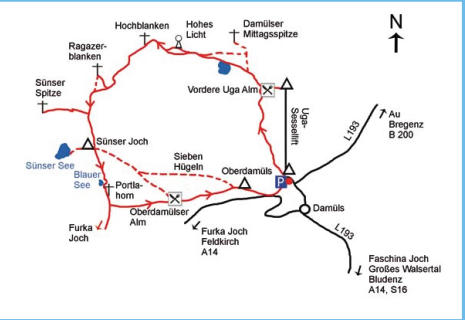 Hochblanken
Hohes
Licht
Damülser
Mittagsspitze
N
Ragazer-
blanken
Sünser
Spitze
Vordere Uga Alm
Uga-
Sessellift
L193
Au
Bregenz
B 200
Sünser Joch
Sünser See
Blauer
See
Sieben
Hügeln
Oberdamüls
P
Portla-
horn
Oberdamülser
Alm
Damüls
Furka
Joch
Furka Joch
Feldkirch
A14
L193
Faschina Joch
Großes Walsertal
Bludenz
A14, S16